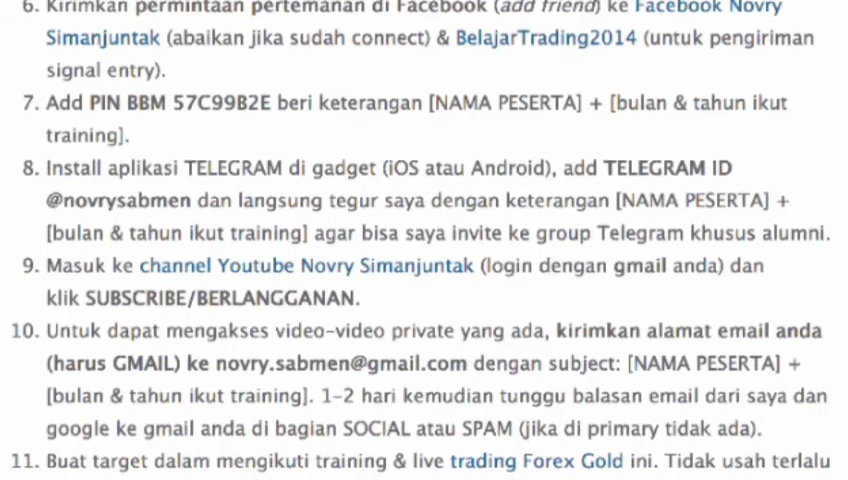 6. Kirimkan permintaan pertemanan di Facebook (add friend) ke Facebook Novry
Simanjuntak (abaikan jika sudah connect) & BelajarTrading2014 (untuk pengiriman
signal entry).
7. Add PIN BBM 57C99B2E beri keterangan [NAMA PESERTA] + [bulan & tahun ikut
training].
8. Install aplikasi TELEGRAM di gadget (iOS atau Android), add TELEGRAM ID
@novrysabmen dan langsung tegur saya dengan keterangan [NAMA PESERTA] +
[bulan & tahun ikut training] agar bisa saya invite ke group Telegram khusus alumni.
9. Masuk ke channel Youtube Novry Simanjuntak (login dengan gmail anda) dan
klik SUBSCRIBE/BERLANGGANAN.
10. Untuk dapat mengakses video-video private yang ada, kirimkan alamat email anda
(harus GMAIL) ke novry.sabmen@gmail.com dengan subject: [NAMA PESERTA] +
[bulan & tahun ikut training]. 1-2 hari kemudian tunggu balasan email dari saya dan
google ke gmail anda di bagian SOCIAL atau SPAM (jika di primary tidak ada).
11. Buat target dalam mengikuti training & live trading Forex Gold ini. Tidak usah terlalu